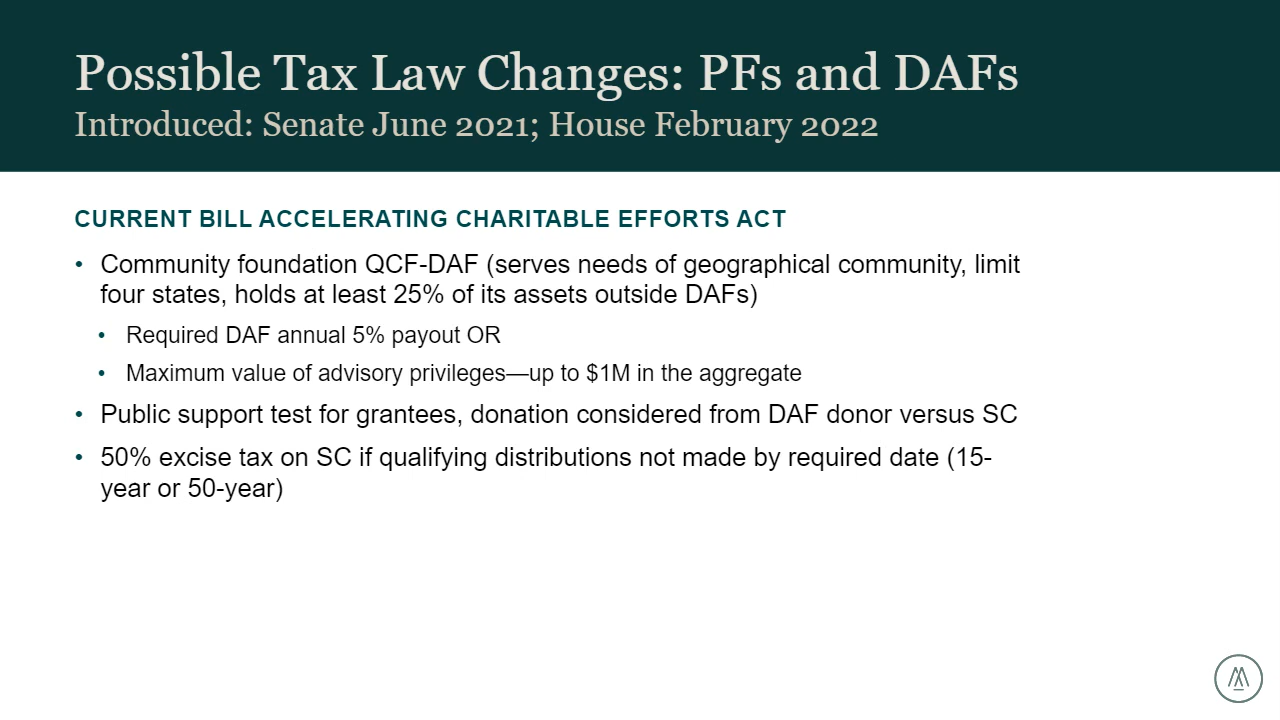 Possible Tax Law Changes: PFs and DAFs
Introduced: Senate June 2021; House February 2022
CURRENT BILL ACCELERATING CHARITABLE EFFORTS ACT
• Community foundation QCF-DAF (serves needs of geographical community, limit
four states, holds at least 25% of its assets outside DAFs)
• Required DAF annual 5% payout OR
• Maximum value of advisory privileges—up to $1M in the aggregate
• Public support test for grantees, donation considered from DAF donor versus SC
• 50% excise tax on SC if qualifying distributions not made by required date (15-
year or 50-year)